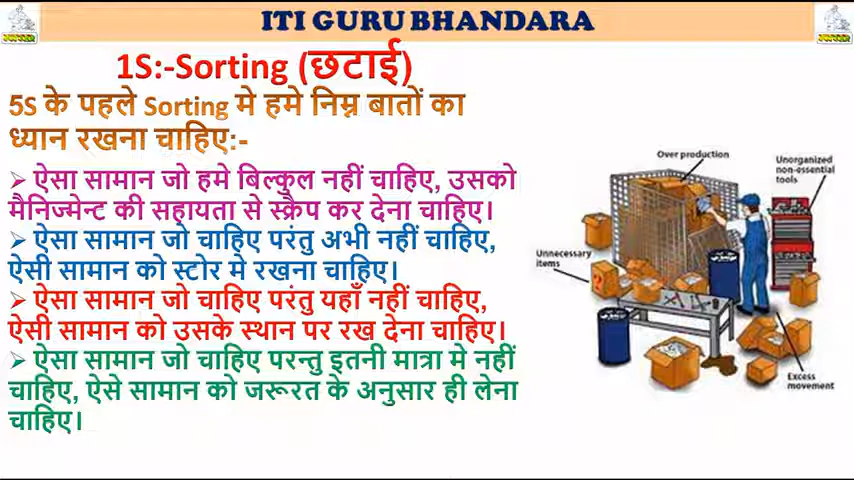 ITI GURU BHANDARA
1S:-Sorting (छटाई)
5S के पहले Sorting मे हमे निम्न बातों का
ध्यान रखना चाहिए:-
➢ ऐसा सामान जो हमे बिल्कुल नहीं चाहिए, उसको
मैनिज्मेन्ट की सहायता से स्क्रैप कर देना चाहिए।
➢ ऐसा सामान जो चाहिए परंतु अभी नहीं चाहिए,
ऐसी सामान को स्टोर मे रखना चाहिए।
➢ ऐसा सामान जो चाहिए परंतु यहाँ नहीं चाहिए,
ऐसी सामान को उसके स्थान पर रख देना चाहिए।
➢ ऐसा सामान जो चाहिए परन्तु इतनी मात्रा मे नहीं
चाहिए, ऐसे सामान को जरूरत के अनुसार ही लेना
चाहिए।
Over production
Unorganized
non-essential
tools
Unnecessary
items
?
Excess
movement